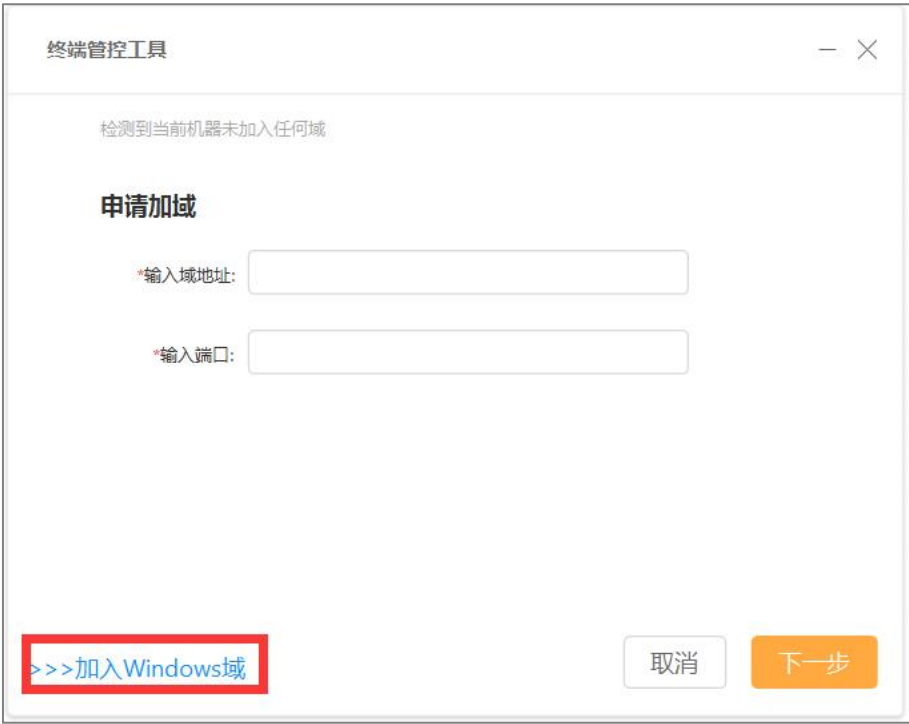 终端管控工具
检测到当前机器未加入任何域
申请加域
*输入域地址:
*输入端口:
>>>加入Windows域
取消
下一步